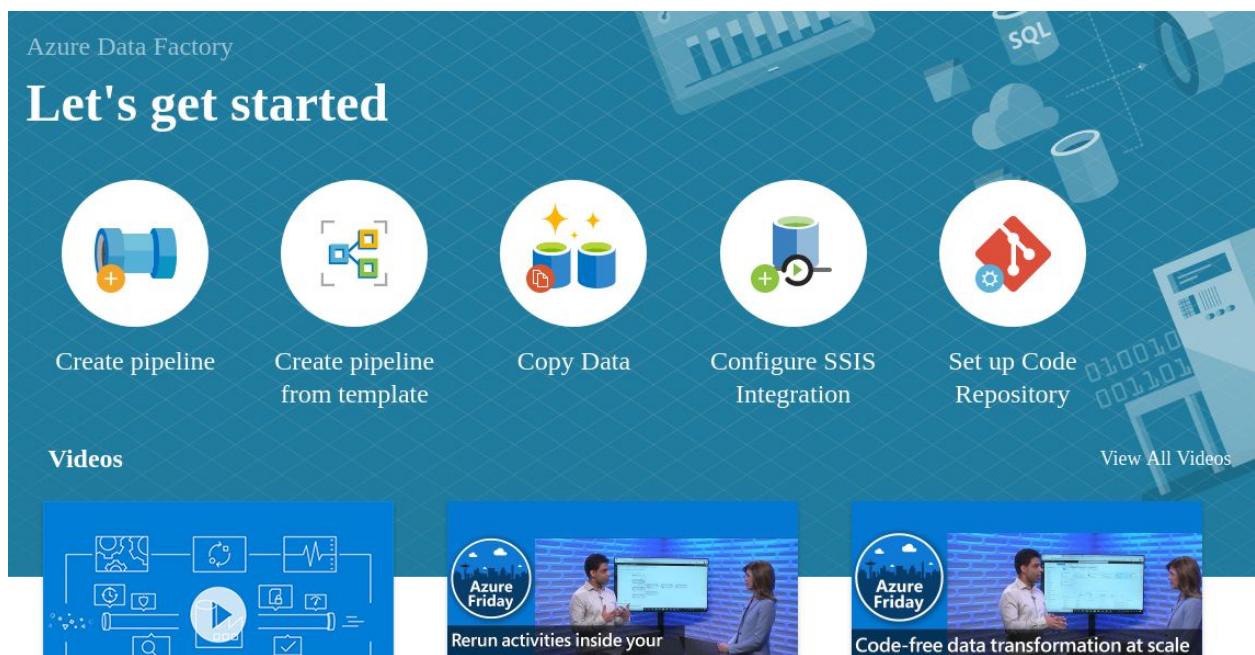 Azure Data Factory
Let's get started
SQL
Create pipeline
Create pipeline
from template
Copy Data
Configure SSIS
Integration
Set up Code
Repository
01001010
001101
Videos
View All Videos
Azure
Friday
Rerun activities inside your
Azure
Friday
Code-free data transformation at scale